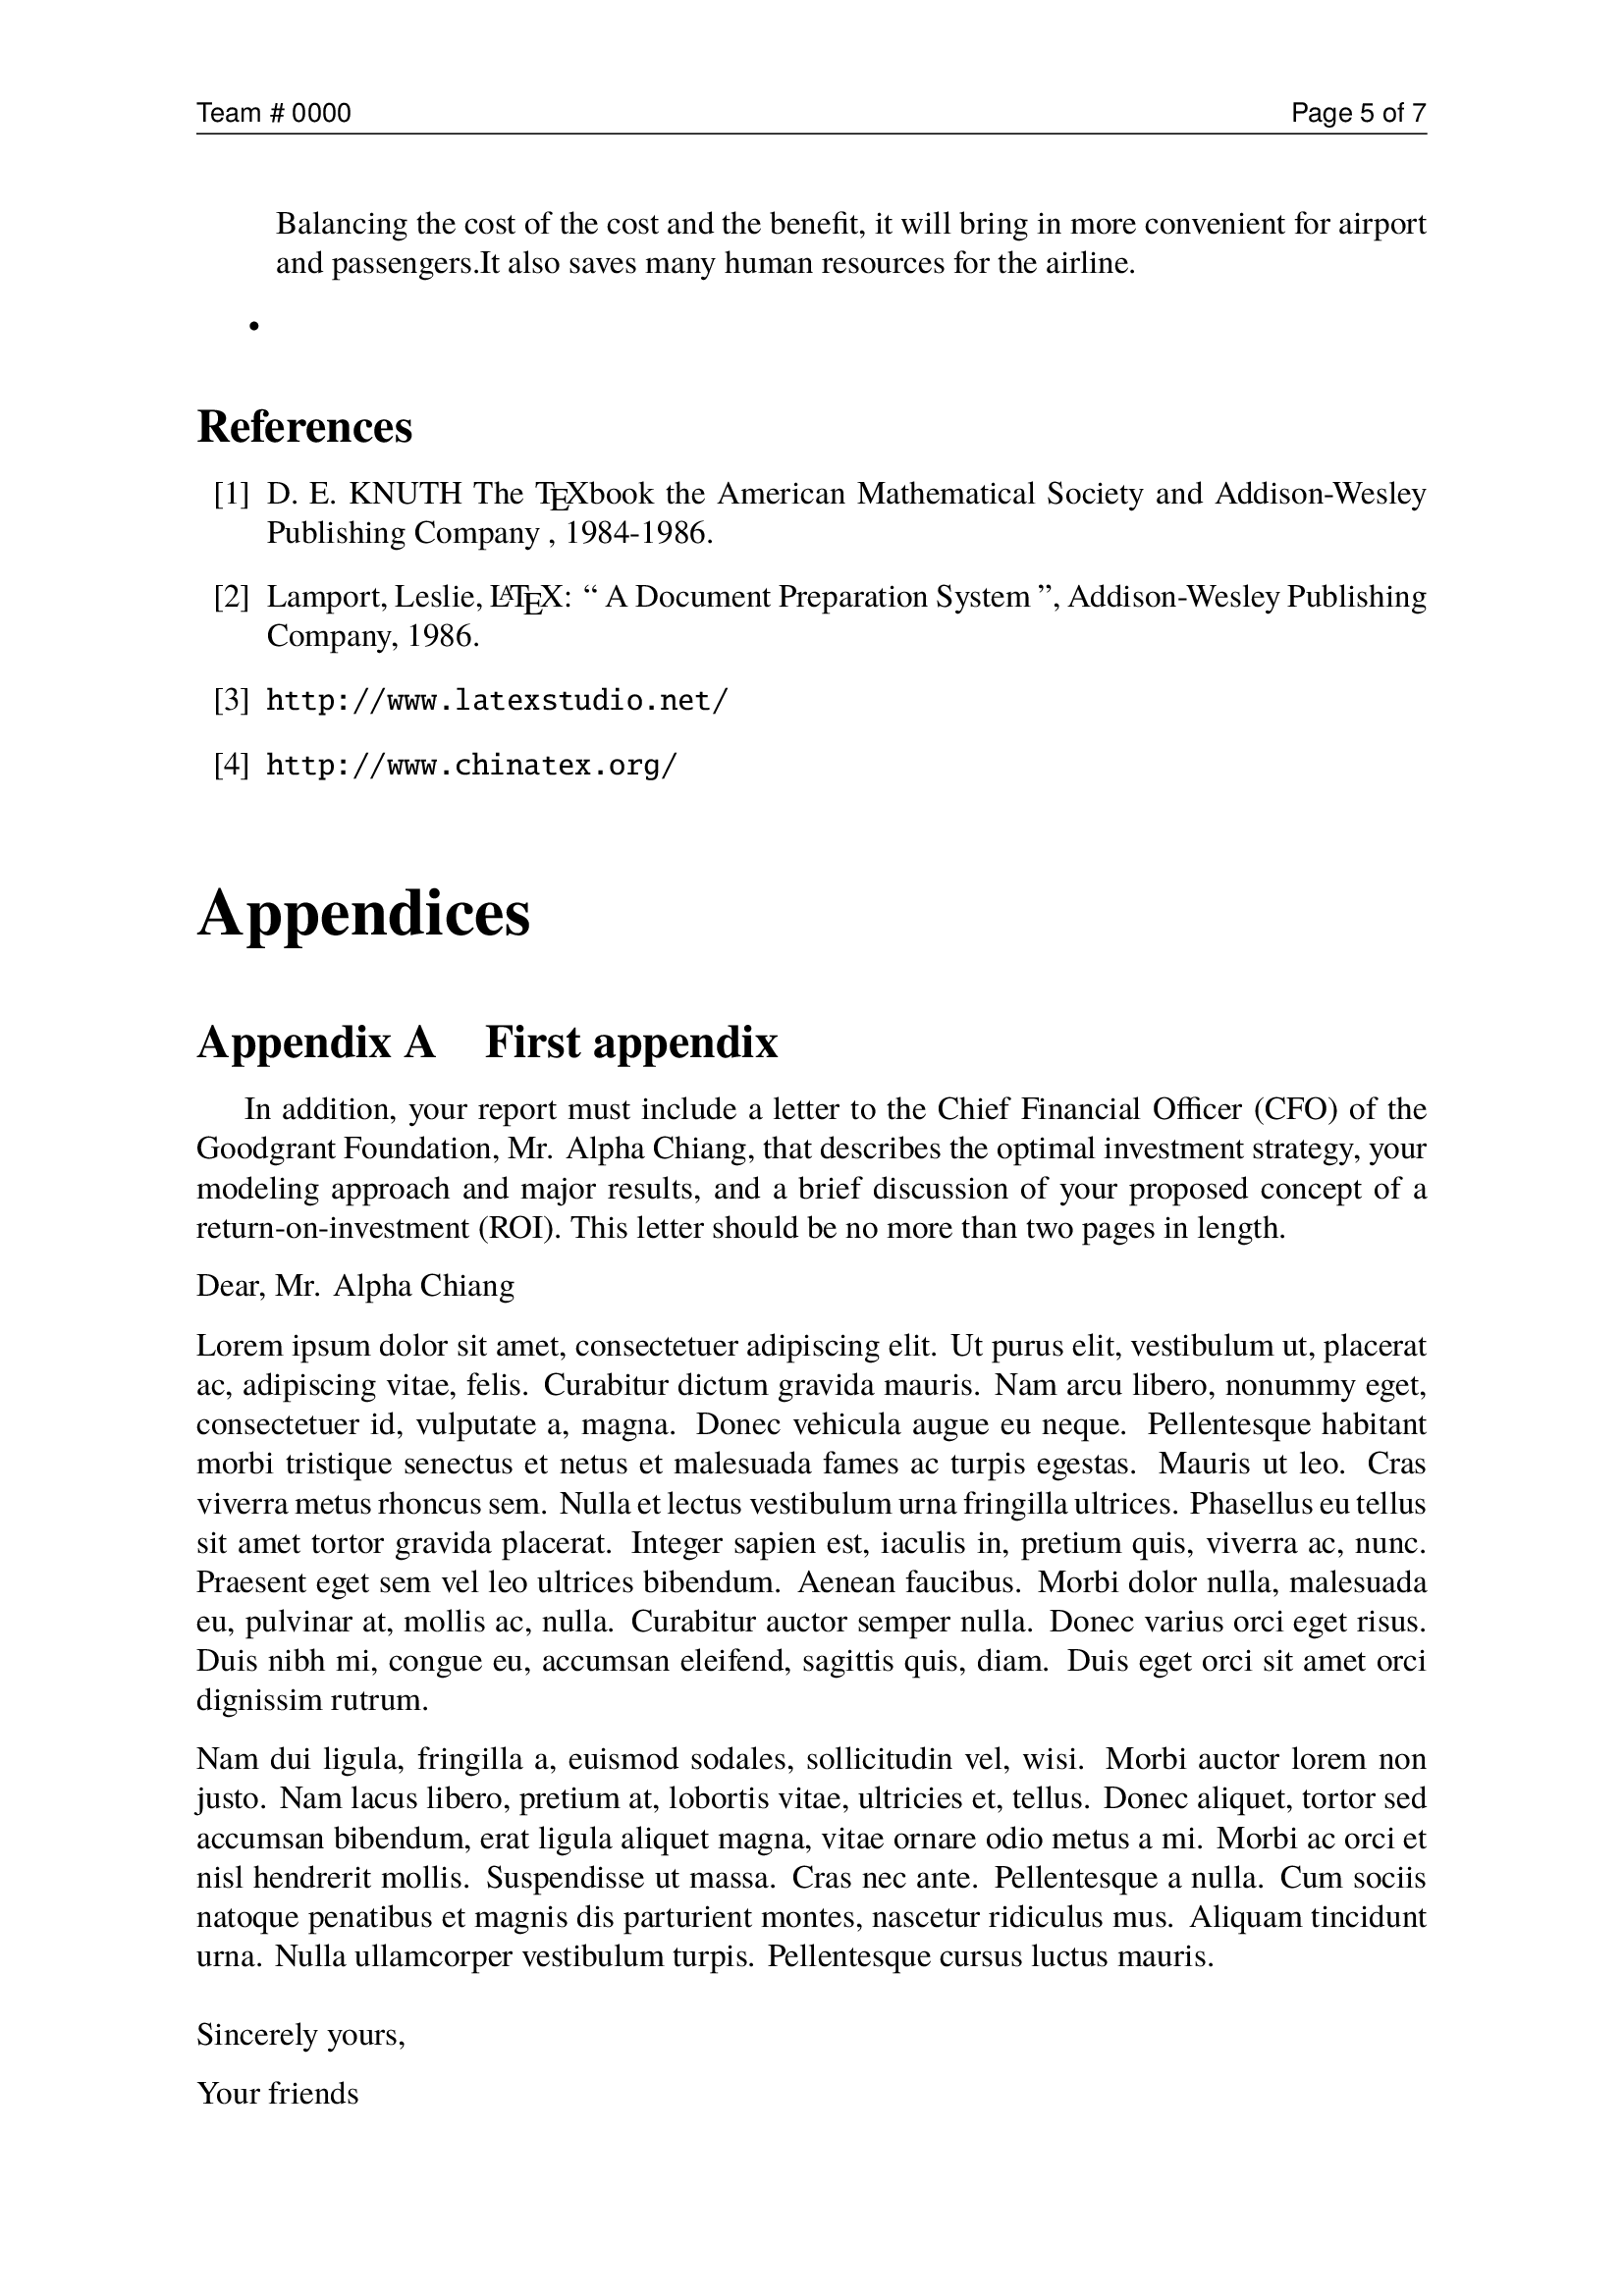 Team # 0000
Page 5 of 7
Balancing the cost of the cost and the benefit, it will bring in more convenient for airport
and passengers.It also saves many human resources for the airline.
•
References
[1] D. E. KNUTH The TEXbook the American Mathematical Society and Addison-Wesley
Publishing Company , 1984-1986.
[2] Lamport, Leslie, LATEX: “ A Document Preparation System ”, Addison-Wesley Publishing
Company, 1986.
[3] http://www.latexstudio.net/
[4] http://www.chinatex.org/
Appendices
Appendix A First appendix
In addition, your report must include a letter to the Chief Financial Officer (CFO) of the
Goodgrant Foundation, Mr. Alpha Chiang, that describes the optimal investment strategy, your
modeling approach and major results, and a brief discussion of your proposed concept of a
return-on-investment (ROI). This letter should be no more than two pages in length.
Dear, Mr. Alpha Chiang
Lorem ipsum dolor sit amet, consectetuer adipiscing elit. Ut purus elit, vestibulum ut, placerat
ac, adipiscing vitae, felis. Curabitur dictum gravida mauris. Nam arcu libero, nonummy eget,
consectetuer id, vulputate a, magna. Donec vehicula augue eu neque. Pellentesque habitant
morbi tristique senectus et netus et malesuada fames ac turpis egestas. Mauris ut leo. Cras
viverra metus rhoncus sem. Nulla et lectus vestibulum urna fringilla ultrices. Phasellus eu tellus
sit amet tortor gravida placerat. Integer sapien est, iaculis in, pretium quis, viverra ac, nunc.
Praesent eget sem vel leo ultrices bibendum. Aenean faucibus. Morbi dolor nulla, malesuada
eu, pulvinar at, mollis ac, nulla. Curabitur auctor semper nulla. Donec varius orci eget risus.
Duis nibh mi, congue eu, accumsan eleifend, sagittis quis, diam. Duis eget orci sit amet orci
dignissim rutrum.
Nam dui ligula, fringilla a, euismod sodales, sollicitudin vel, wisi. Morbi auctor lorem non
justo. Nam lacus libero, pretium at, lobortis vitae, ultricies et, tellus. Donec aliquet, tortor sed
accumsan bibendum, erat ligula aliquet magna, vitae ornare odio metus a mi. Morbi ac orci et
nisl hendrerit mollis. Suspendisse ut massa. Cras nec ante. Pellentesque a nulla. Cum sociis
natoque penatibus et magnis dis parturient montes, nascetur ridiculus mus. Aliquam tincidunt
urna. Nulla ullamcorper vestibulum turpis. Pellentesque cursus luctus mauris.
Sincerely yours,
Your friends